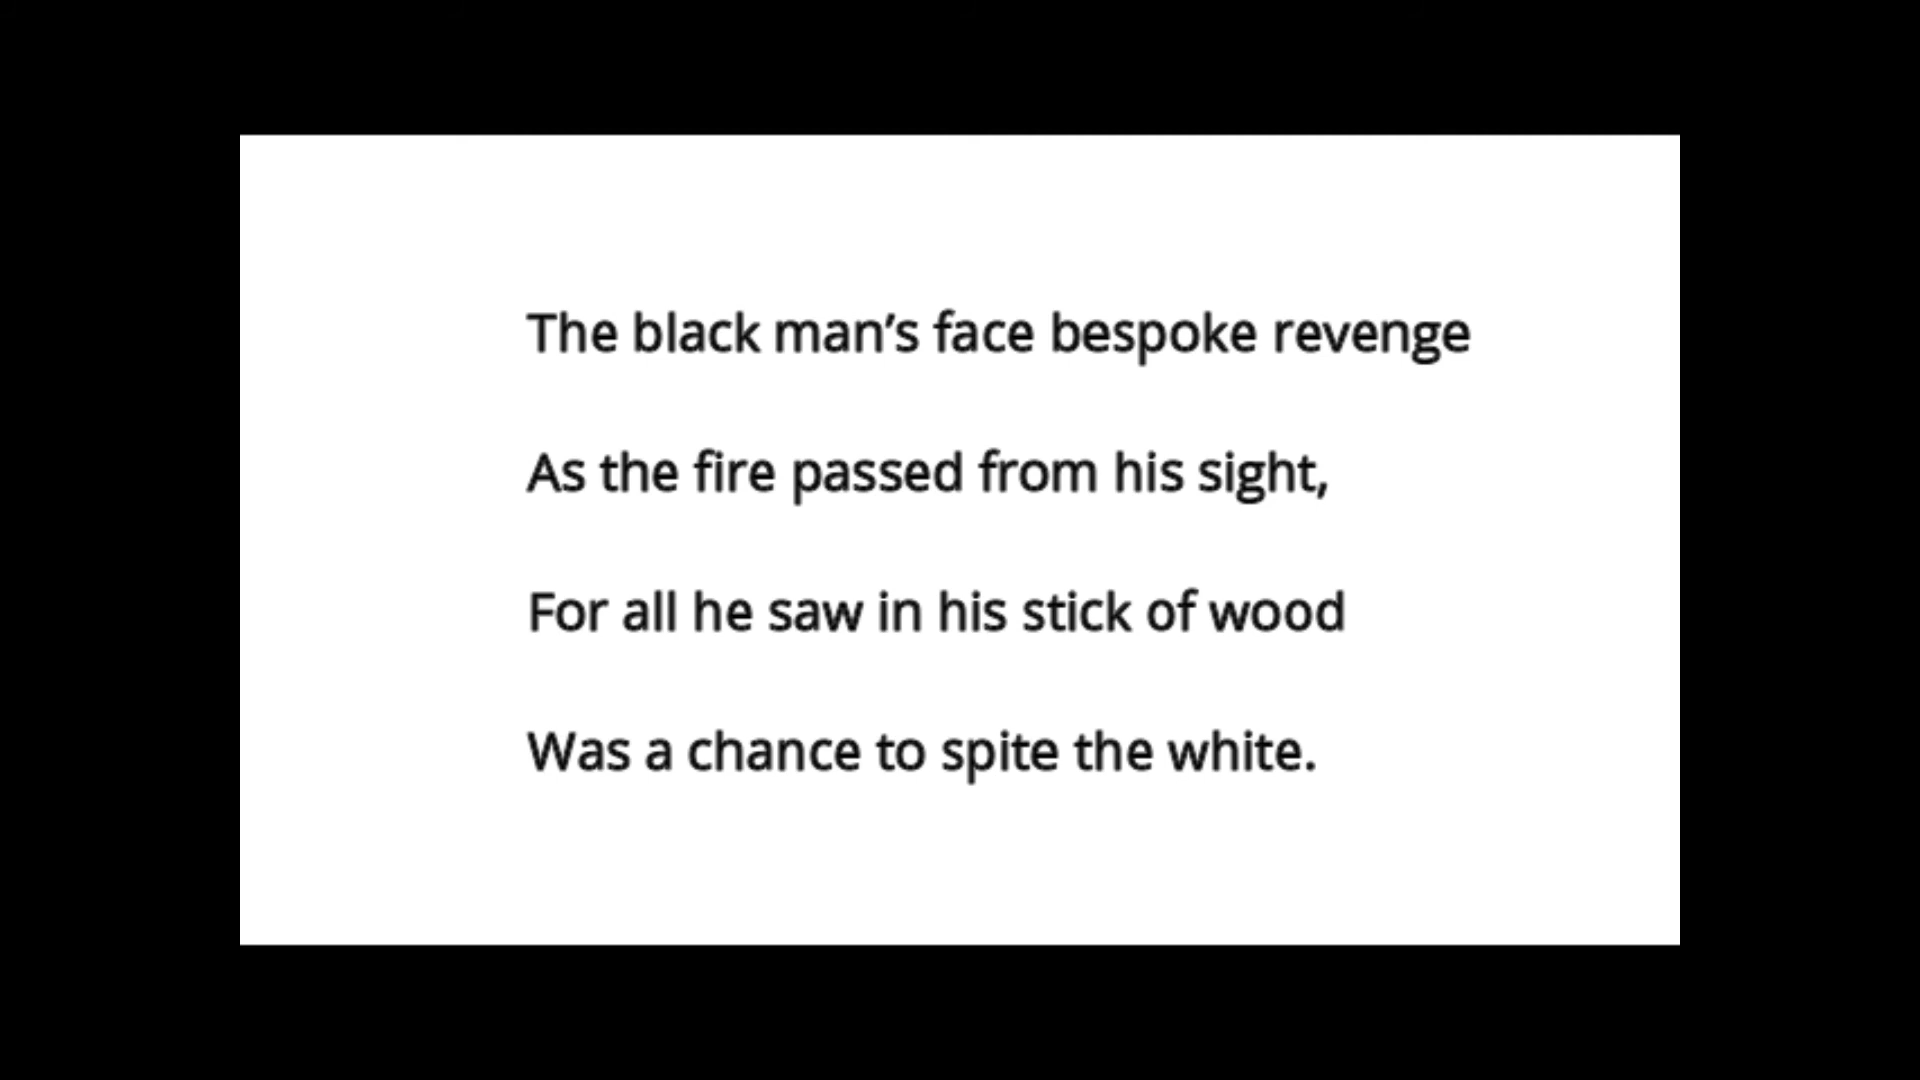 The black man’s face bespoke revenge
As the fire passed from his sight,
For all he saw in his stick of wood
Was a chance to spite the white.